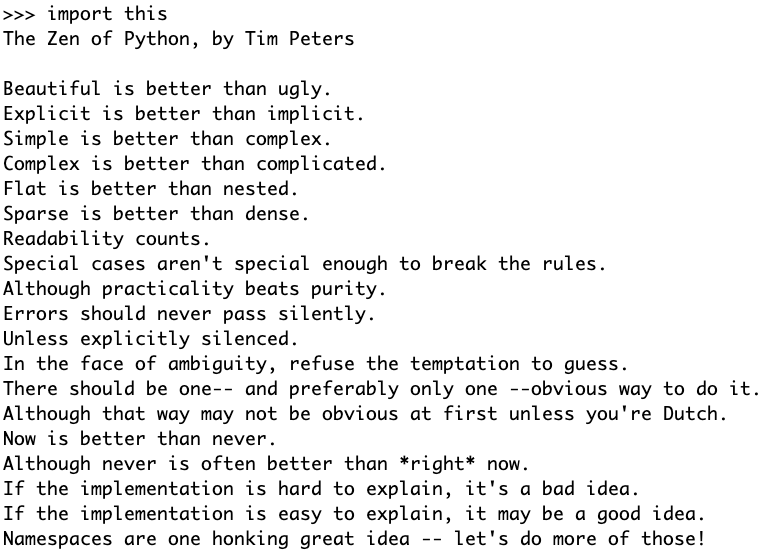 >>> import this
The Zen of Python, by Tim Peters

Beautiful is better than ugly.
Explicit is better than implicit.
Simple is better than complex.
Complex is better than complicated.
Flat is better than nested.
Sparse is better than dense.
Readability counts.
Special cases aren't special enough to break the rules.
Although practicality beats purity.
Errors should never pass silently.
Unless explicitly silenced.
In the face of ambiguity, refuse the temptation to guess.
There should be one-- and preferably only one --obvious way to do it.
Although that way may not be obvious at first unless you're Dutch.
Now is better than never.
Although never is often better than *right* now.
If the implementation is hard to explain, it's a bad idea.
If the implementation is easy to explain, it may be a good idea.
Namespaces are one honking great idea -- let's do more of those!